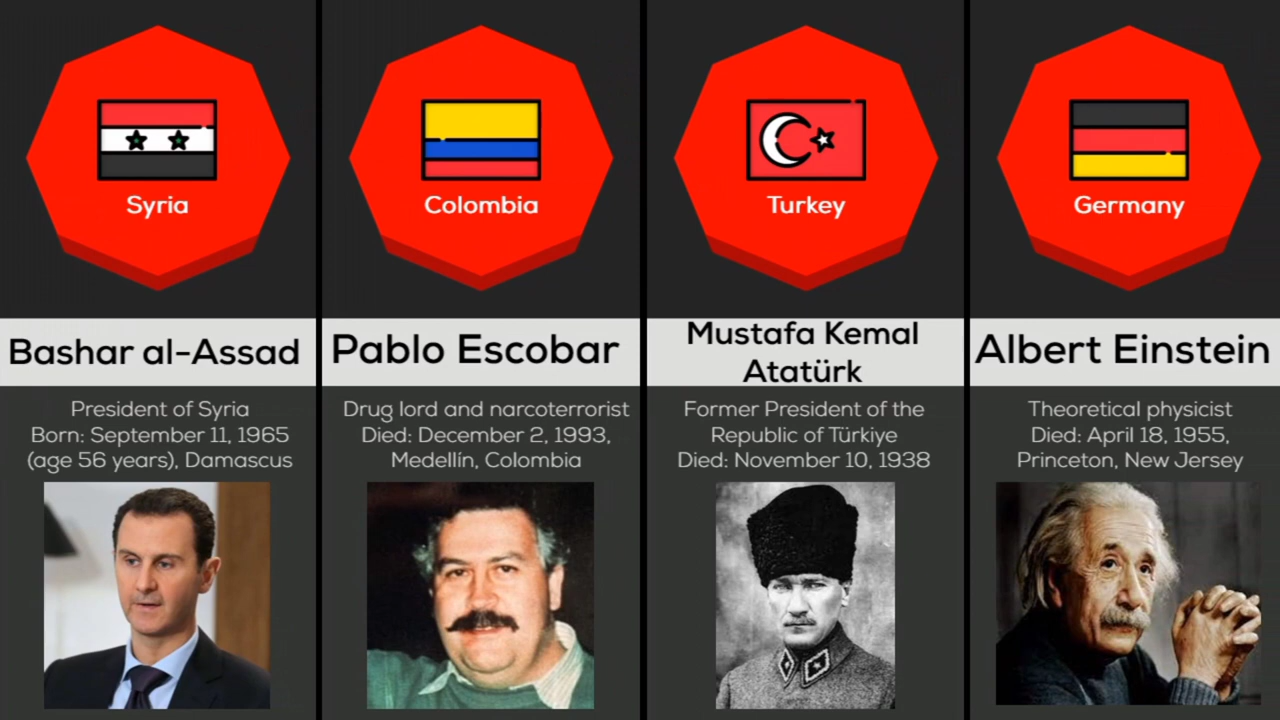 Syria
Bashar al-Assad
President of Syria
Born: September 11, 1965
(age 56 years), Damascus
Colombia
Pablo Escobar
Drug lord and narcoterrorist
Died: December 2, 1993,
Medellín, Colombia
Turkey
Mustafa Kemal
Atatürk
Former President of the
Republic of Türkiye
Died: November 10, 1938
Germany
Albert Einstein
Theoretical physicist
Died: April 18, 1955,
Princeton, New Jersey